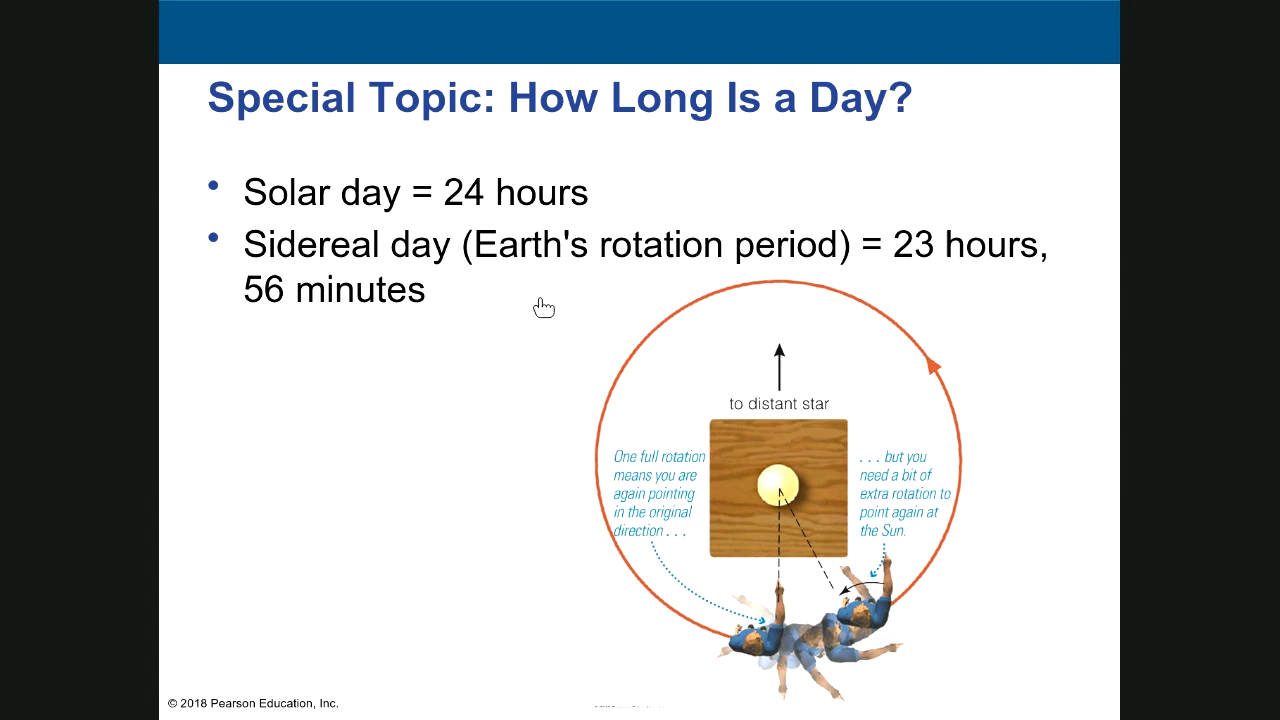 Special Topic: How Long Is a Day?
• Solar day = 24 hours
• Sidereal day (Earth's rotation period) = 23 hours,
56 minutes
to distant star
One full rotation
means you are
again pointing
in the original
direction . . .
. . . but you
need a bit of
extra rotation to
point again at
the Sun.
© 2018 Pearson Education, Inc.